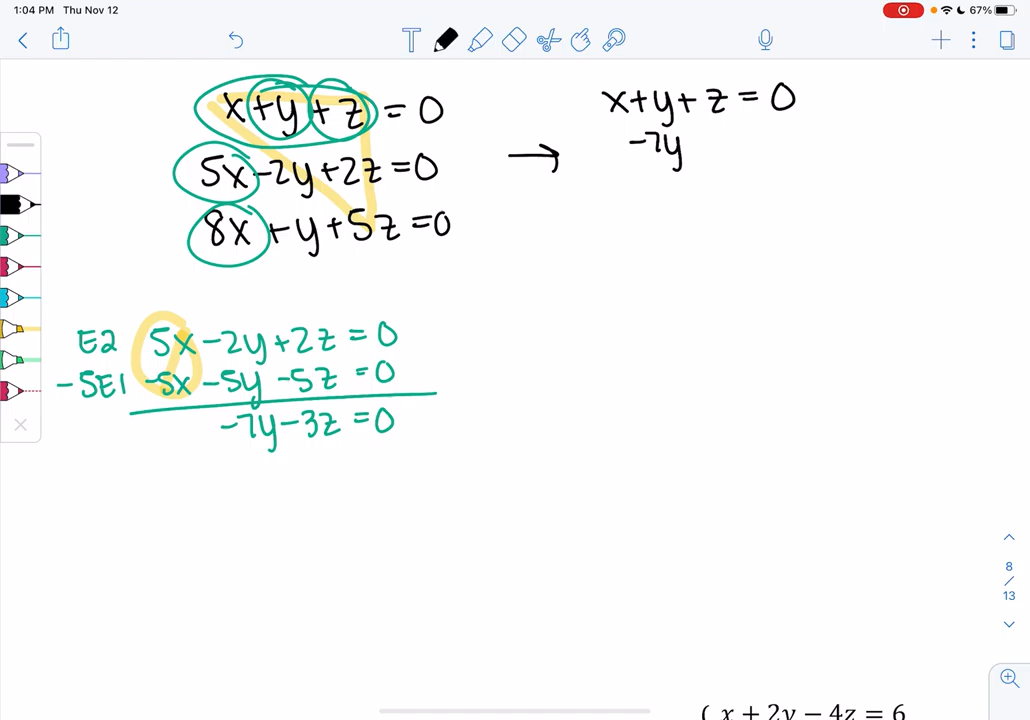 1:04 PM Thu Nov 12
67%
T
x+y+z=0
5x-2y+2z=0
8x+y+5z=0
→
x+y+z=0
-7y
E2 5x-2y+2z=0
-5E1 -5x-5y-5z=0
-7y-3z=0
8
/
13
{ x + 2y − 4z = 6